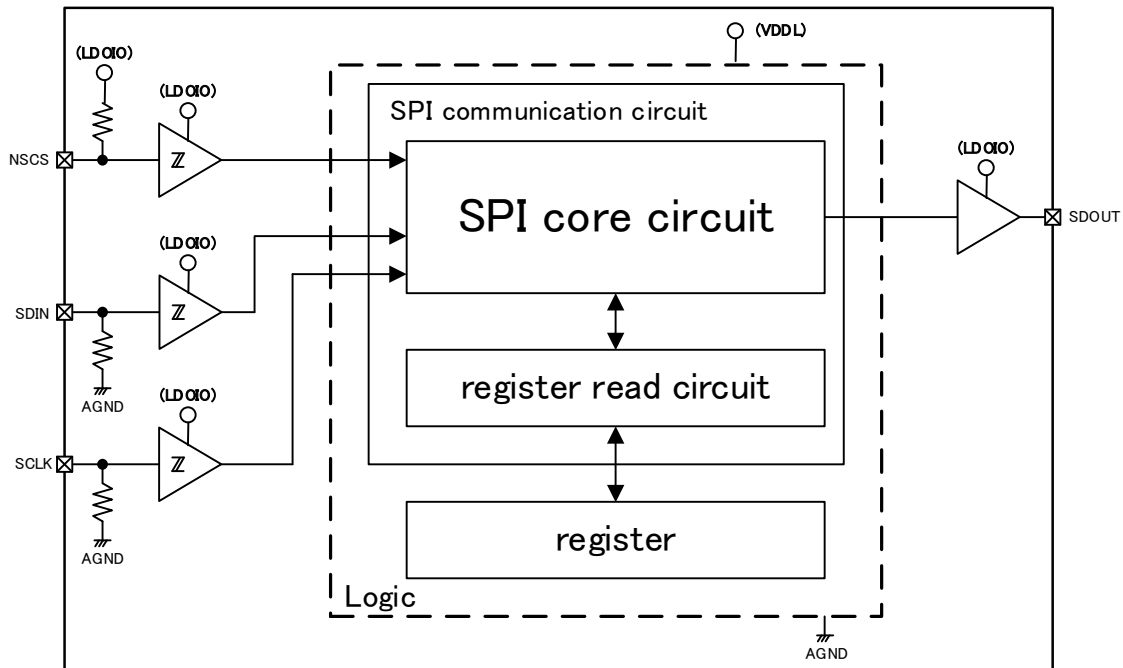 (VDDL)
(LDOIO)
(LDOIO)
SPI communication circuit
NSCS
SPI core circuit
(LDOIO)
SDOUT
(LDOIO)
SDIN
AGND
register read circuit
(LDOIO)
SCLK
AGND
register
Logic
AGND